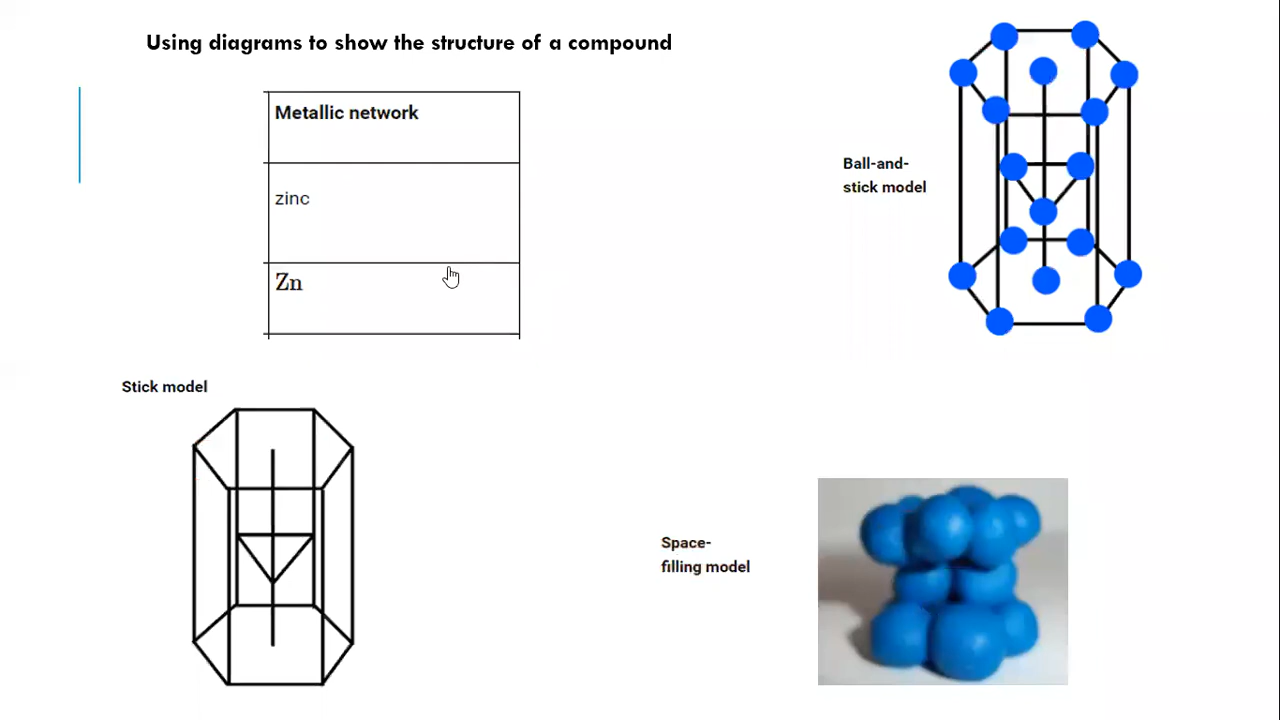 Using diagrams to show the structure of a compound
Metallic network
zinc
Zn
Ball-and-
stick model
Stick model
Space-
filling model